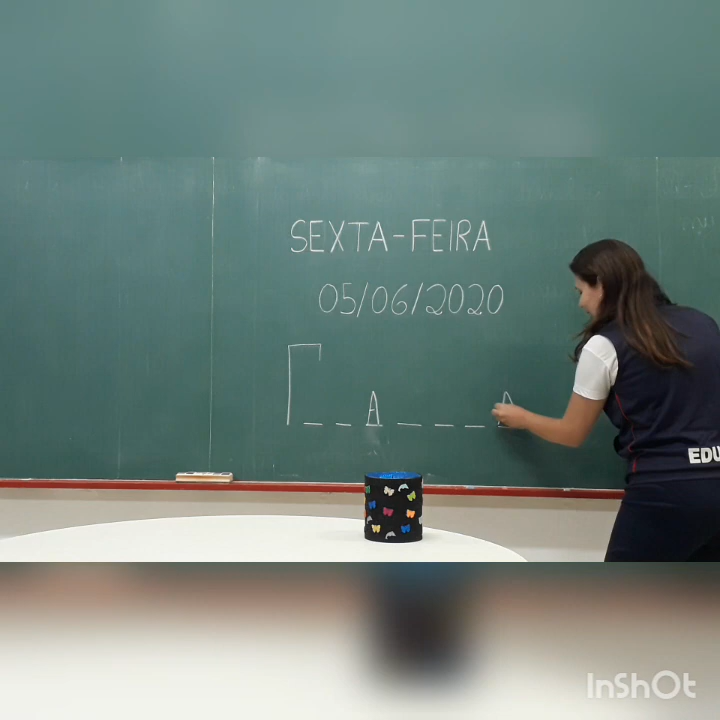 SEXTA-FEIRA
05/06/2020
_ _ A _ _ _ A
EDU
InShOt